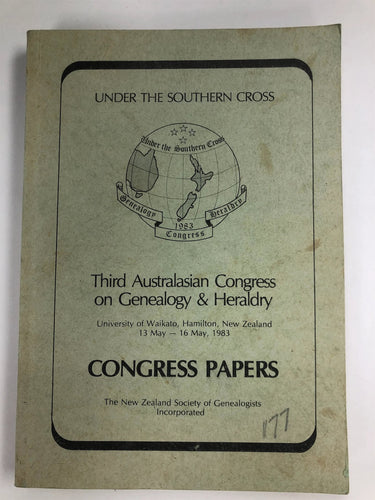 UNDER THE SOUTHERN CROSS
Under the Southern Cross
Genealogy
Heraldry
1983
Congress
Third Australasian Congress
on Genealogy & Heraldry
University of Waikato, Hamilton, New Zealand
13 May — 16 May, 1983
CONGRESS PAPERS
The New Zealand Society of Genealogists
Incorporated
177